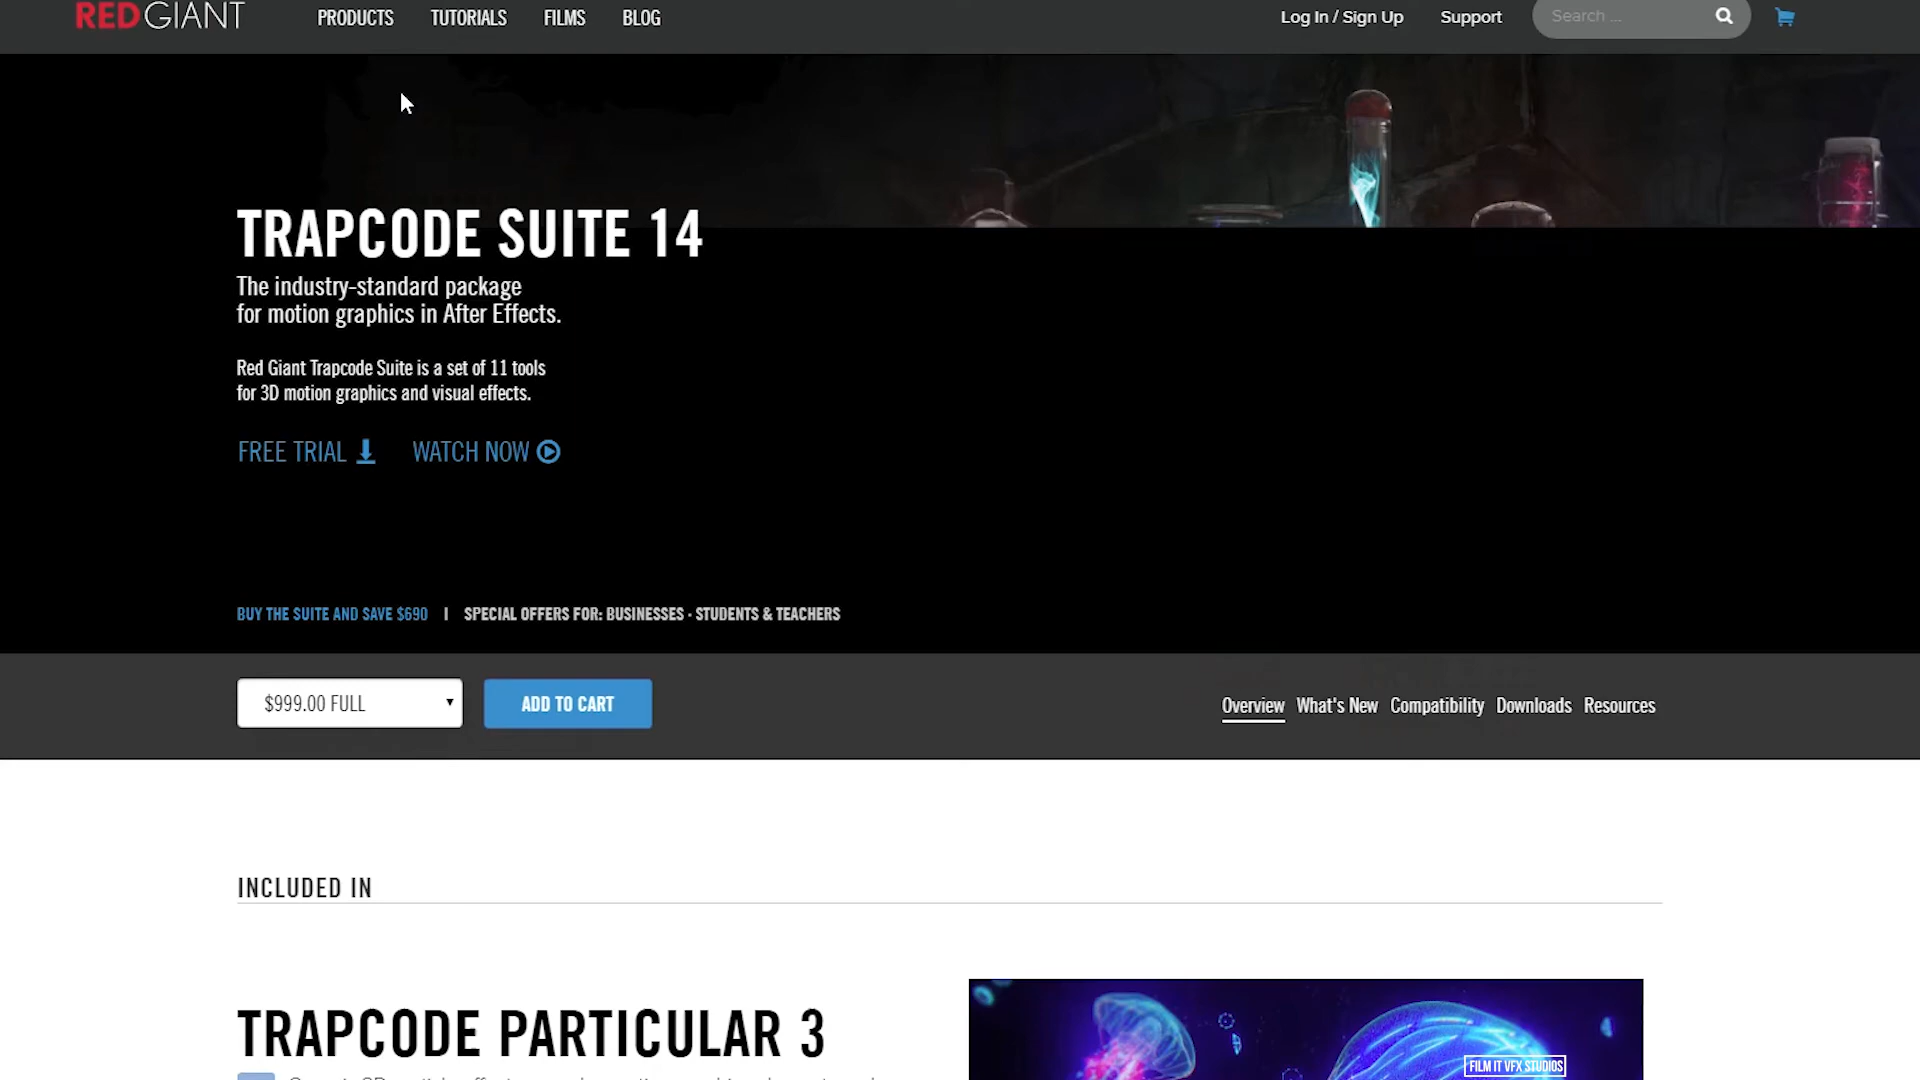 REDGIANT
PRODUCTS TUTORIALS FILMS BLOG
Log In / Sign Up Support Search ...
TRAPCODE SUITE 14
The industry-standard package
for motion graphics in After Effects.
Red Giant Trapcode Suite is a set of 11 tools
for 3D motion graphics and visual effects.
FREE TRIAL WATCH NOW
BUY THE SUITE AND SAVE $690 | SPECIAL OFFERS FOR: BUSINESSES · STUDENTS & TEACHERS
$999.00 FULL ADD TO CART
Overview What's New Compatibility Downloads Resources
INCLUDED IN
TRAPCODE PARTICULAR 3
FILM IT VFX STUDIOS